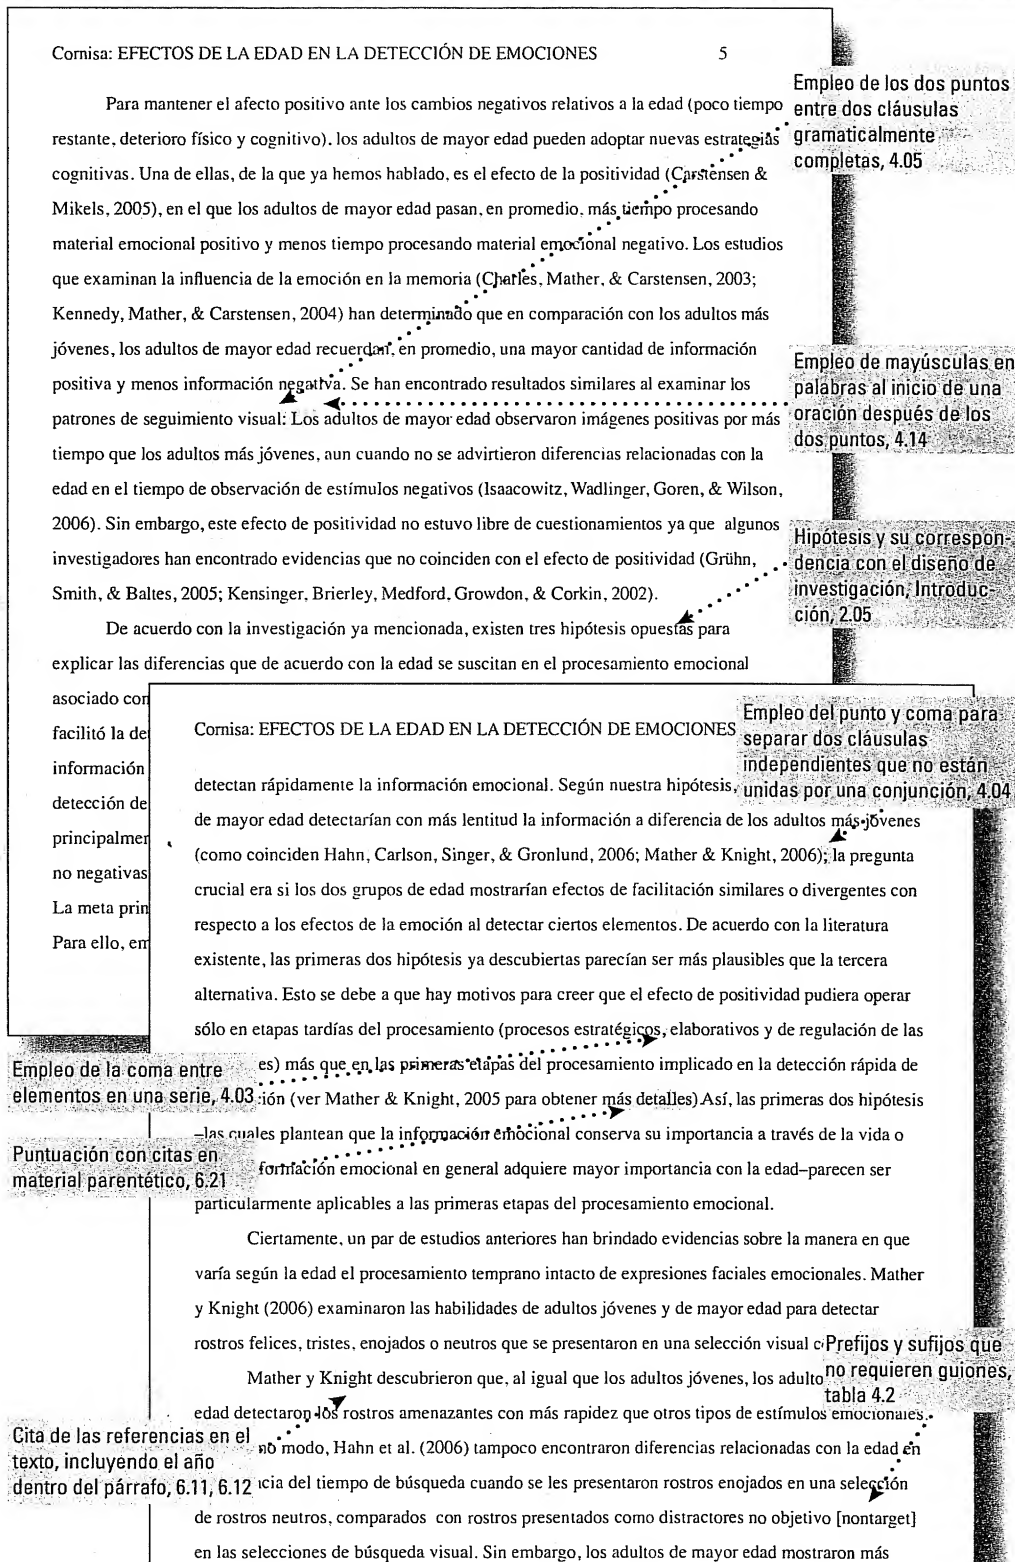 Cornisa: EFECTOS DE LA EDAD EN LA DETECCIÓN DE EMOCIONES 5
Para mantener el afecto positivo ante los cambios negativos relativos a la edad (poco tiempo
restante, deterioro físico y cognitivo). los adultos de mayor edad pueden adoptar nuevas estrategias
cognitivas. Una de ellas, de la que ya hemos hablado, es el efecto de la positividad (Carstensen &
Mikels, 2005), en el que los adultos de mayor edad pasan, en promedio, más tiempo procesando
material emocional positivo y menos tiempo procesando material emocional negativo. Los estudios
que examinan la influencia de la emoción en la memoria (Charles, Mather, & Carstensen, 2003;
Kennedy, Mather, & Carstensen, 2004) han determinado que en comparación con los adultos más
jóvenes, los adultos de mayor edad recuerdan, en promedio, una mayor cantidad de información
positiva y menos información negativa. Se han encontrado resultados similares al examinar los
patrones de seguimiento visual: Los adultos de mayor edad observaron imágenes positivas por más
tiempo que los adultos más jóvenes, aun cuando no se advirtieron diferencias relacionadas con la
edad en el tiempo de observación de estímulos negativos (Isaacowitz, Wadlinger, Goren, & Wilson,
2006). Sin embargo, este efecto de positividad no estuvo libre de cuestionamientos ya que algunos
investigadores han encontrado evidencias que no coinciden con el efecto de positividad (Grühn,
Smith, & Baltes, 2005; Kensinger, Brierley, Medford, Growdon, & Corkin, 2002).
De acuerdo con la investigación ya mencionada, existen tres hipótesis opuestas para
explicar las diferencias que de acuerdo con la edad se suscitan en el procesamiento emocional
asociado con
facilitó la de
información
detección de
principalmen
no negativas
La meta prin
Para ello, em
Empleo de los dos puntos
entre dos cláusulas
gramaticalmente
completas, 4.05
Empleo de mayúsculas en
palabras al inicio de una
oración después de los
dos puntos, 4.14
Hipótesis y su correspon-
dencia con el diseño de
investigación, Introduc-
ción, 2.05
Cornisa: EFECTOS DE LA EDAD EN LA DETECCIÓN DE EMOCIONES
Empleo del punto y coma para
separar dos cláusulas
independientes que no están
unidas por una conjunción, 4.04
detectan rápidamente la información emocional. Según nuestra hipótesis,
de mayor edad detectarían con más lentitud la información a diferencia de los adultos más jóvenes
(como coinciden Hahn, Carlson, Singer, & Gronlund, 2006; Mather & Knight, 2006); la pregunta
crucial era si los dos grupos de edad mostrarían efectos de facilitación similares o divergentes con
respecto a los efectos de la emoción al detectar ciertos elementos. De acuerdo con la literatura
existente, las primeras dos hipótesis ya descubiertas parecían ser más plausibles que la tercera
alternativa. Esto se debe a que hay motivos para creer que el efecto de positividad pudiera operar
sólo en etapas tardías del procesamiento (procesos estratégicos, elaborativos y de regulación de las
es) más que en las primeras etapas del procesamiento implicado en la detección rápida de
ción (ver Mather & Knight, 2005 para obtener más detalles)Así, las primeras dos hipótesis
–las cuales plantean que la información emocional conserva su importancia a través de la vida o
formación emocional en general adquiere mayor importancia con la edad–parecen ser
particularmente aplicables a las primeras etapas del procesamiento emocional.
Ciertamente, un par de estudios anteriores han brindado evidencias sobre la manera en que
varía según la edad el procesamiento temprano intacto de expresiones faciales emocionales. Mather
y Knight (2006) examinaron las habilidades de adultos jóvenes y de mayor edad para detectar
rostros felices, tristes, enojados o neutros que se presentaron en una selección visual c
Mather y Knight descubrieron que, al igual que los adultos jóvenes, los adulto
edad detectaron los rostros amenazantes con más rapidez que otros tipos de estímulos emocionales.
no modo, Hahn et al. (2006) tampoco encontraron diferencias relacionadas con la edad en
icia del tiempo de búsqueda cuando se les presentaron rostros enojados en una selección
de rostros neutros, comparados con rostros presentados como distractores no objetivo [nontarget]
en las selecciones de búsqueda visual. Sin embargo, los adultos de mayor edad mostraron más
Empleo de la coma entre
elementos en una serie, 4.03
Puntuación con citas en
material parentético, 6.21
Prefijos y sufijos que
no requieren guiones,
tabla 4.2
Cita de las referencias en el
texto, incluyendo el año
dentro del párrafo, 6.11, 6.12